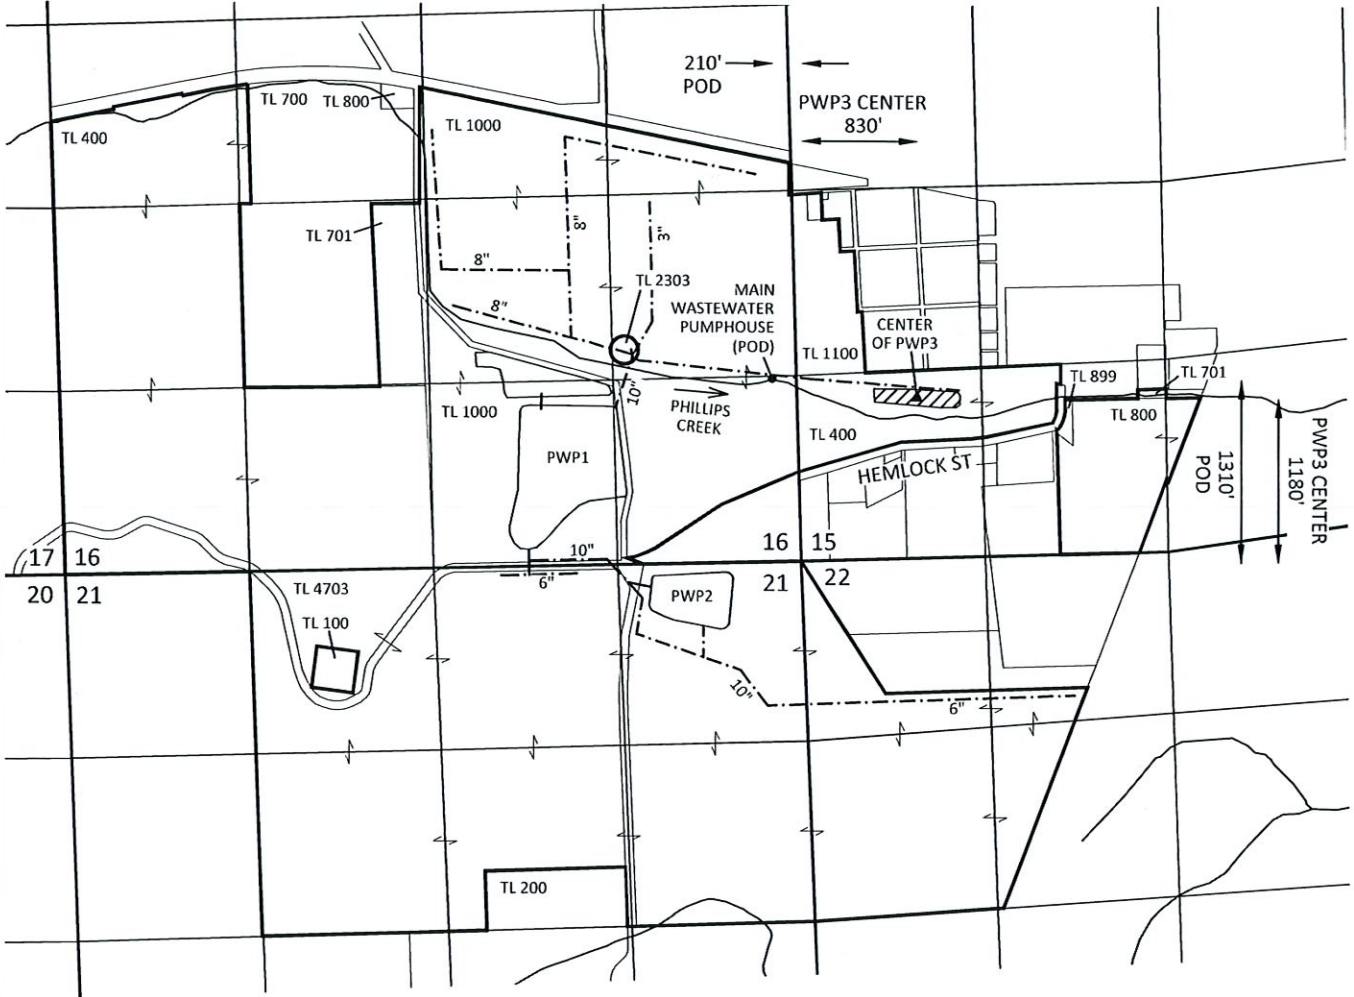 210'
POD
PWP3 CENTER
830'
TL 700
TL 800
TL 400
TL 1000
TL 701
8"
3"
8"
8"
TL 2303
MAIN
WASTEWATER
PUMPHOUSE
(POD)
CENTER
OF PWP3
TL 1100
TL 899
TL 701
TL 1000
10"
PHILLIPS
CREEK
TL 400
TL 800
HEMLOCK ST
PWP1
1310'
POD
PWP3 CENTER
1180'
17
16
10"
6"
16
15
20
21
21
22
TL 4703
TL 100
PWP2
10"
6"
TL 200